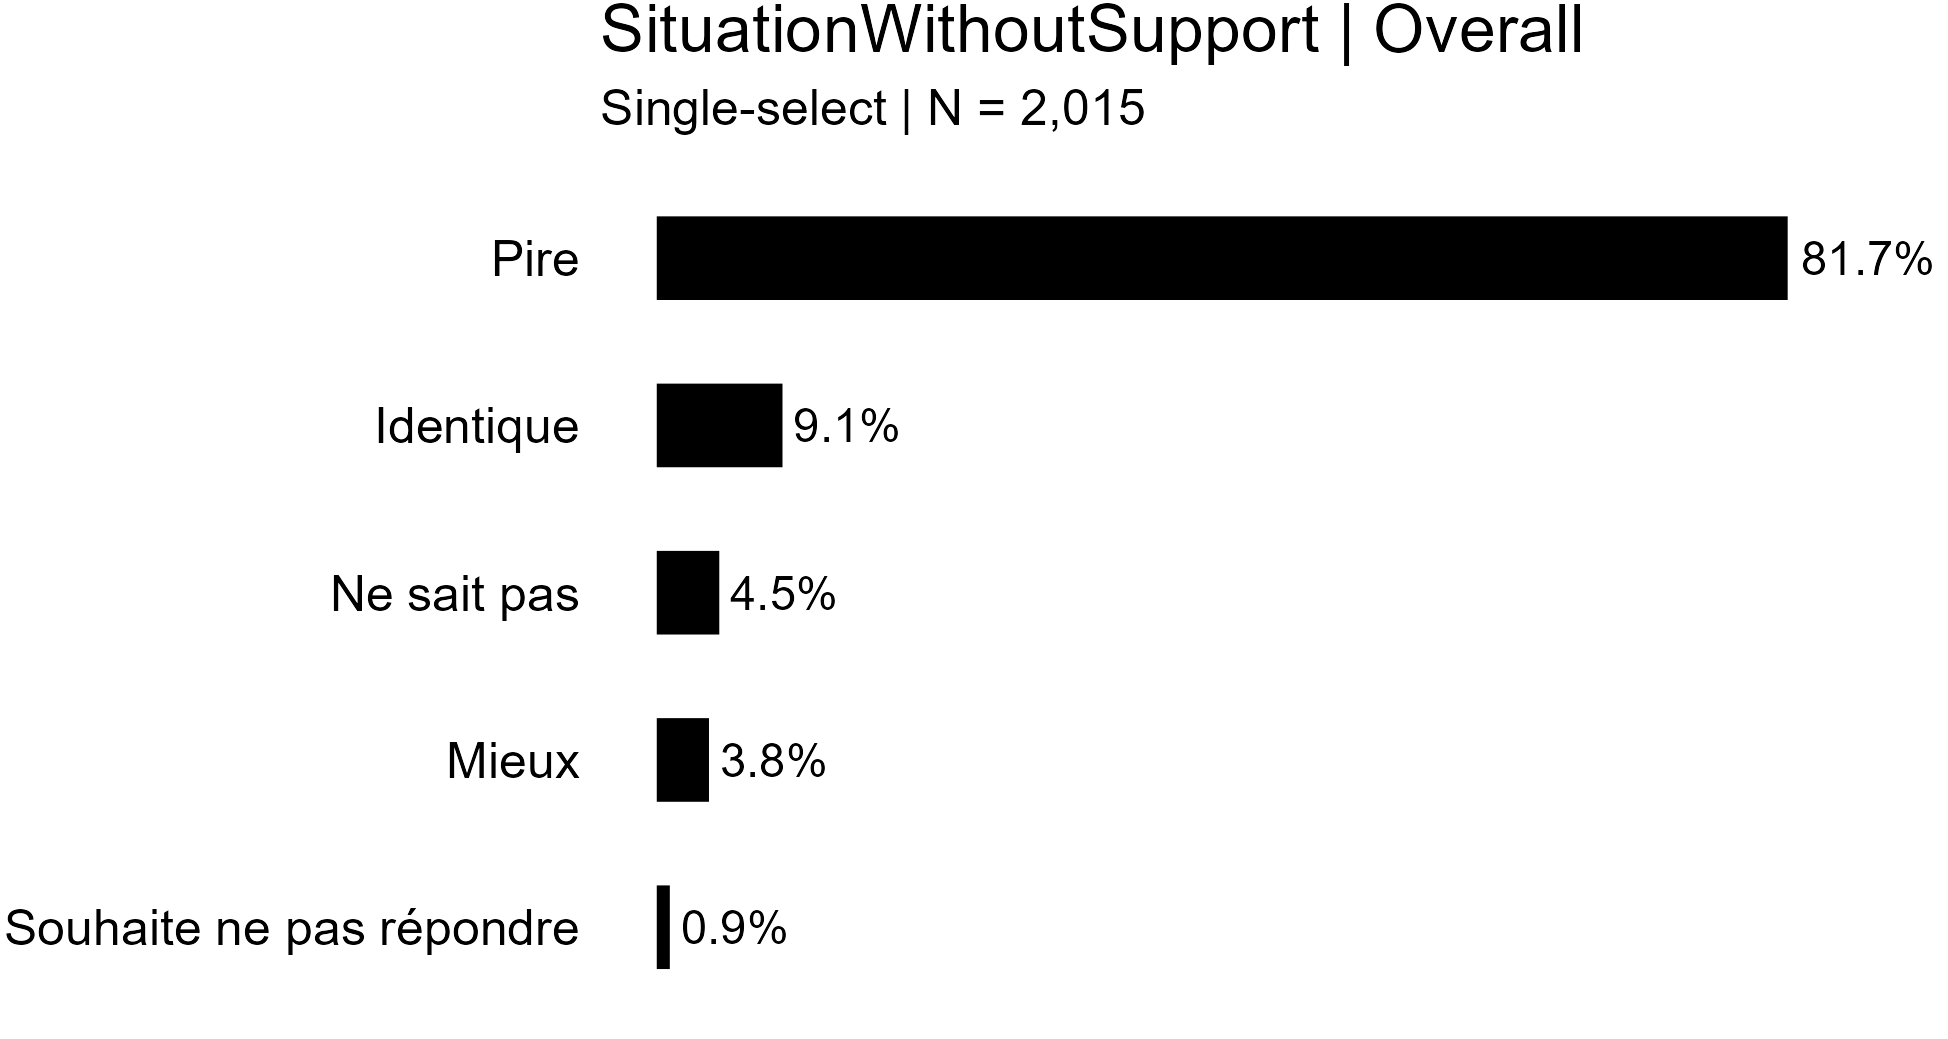 SituationWithoutSupport | Overall
Single-select | N = 2,015
Pire 81.7%
Identique 9.1%
Ne sait pas 4.5%
Mieux 3.8%
Souhaite ne pas répondre 0.9%